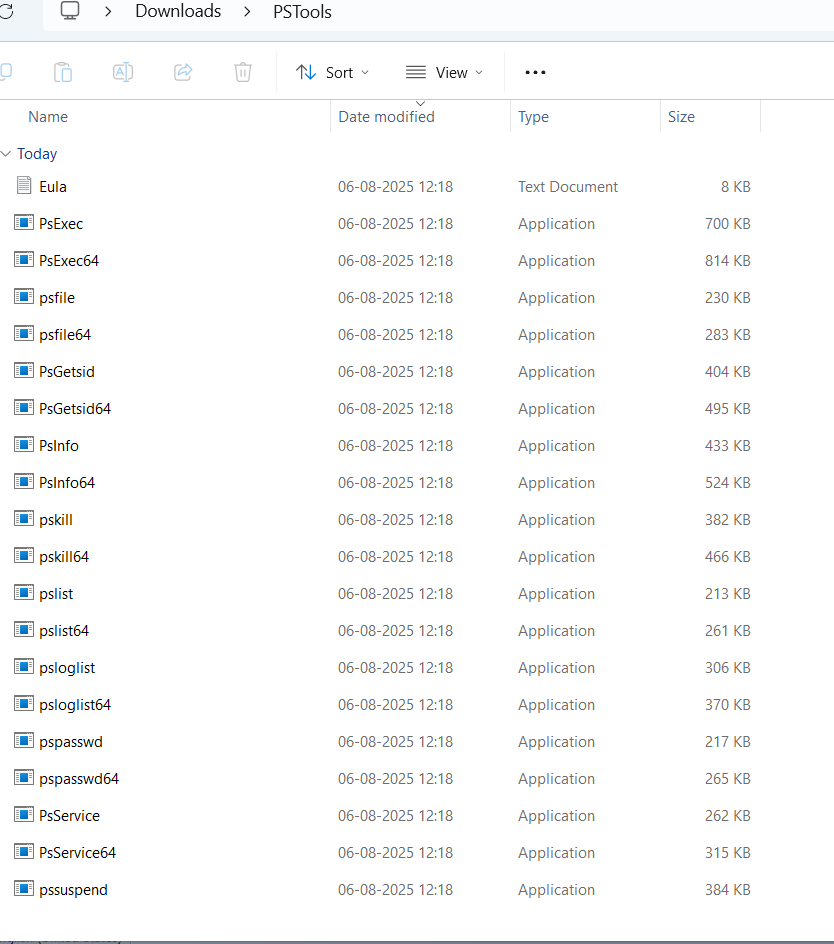 Downloads PSTools
Sort View
Name Date modified Type Size
Today
Eula 06-08-2025 12:18 Text Document 8 KB
PsExec 06-08-2025 12:18 Application 700 KB
PsExec64 06-08-2025 12:18 Application 814 KB
psfile 06-08-2025 12:18 Application 230 KB
psfile64 06-08-2025 12:18 Application 283 KB
PsGetsid 06-08-2025 12:18 Application 404 KB
PsGetsid64 06-08-2025 12:18 Application 495 KB
PsInfo 06-08-2025 12:18 Application 433 KB
PsInfo64 06-08-2025 12:18 Application 524 KB
pskill 06-08-2025 12:18 Application 382 KB
pskill64 06-08-2025 12:18 Application 466 KB
pslist 06-08-2025 12:18 Application 213 KB
pslist64 06-08-2025 12:18 Application 261 KB
psloglist 06-08-2025 12:18 Application 306 KB
psloglist64 06-08-2025 12:18 Application 370 KB
pspasswd 06-08-2025 12:18 Application 217 KB
pspasswd64 06-08-2025 12:18 Application 265 KB
PsService 06-08-2025 12:18 Application 262 KB
PsService64 06-08-2025 12:18 Application 315 KB
pssuspend 06-08-2025 12:18 Application 384 KB